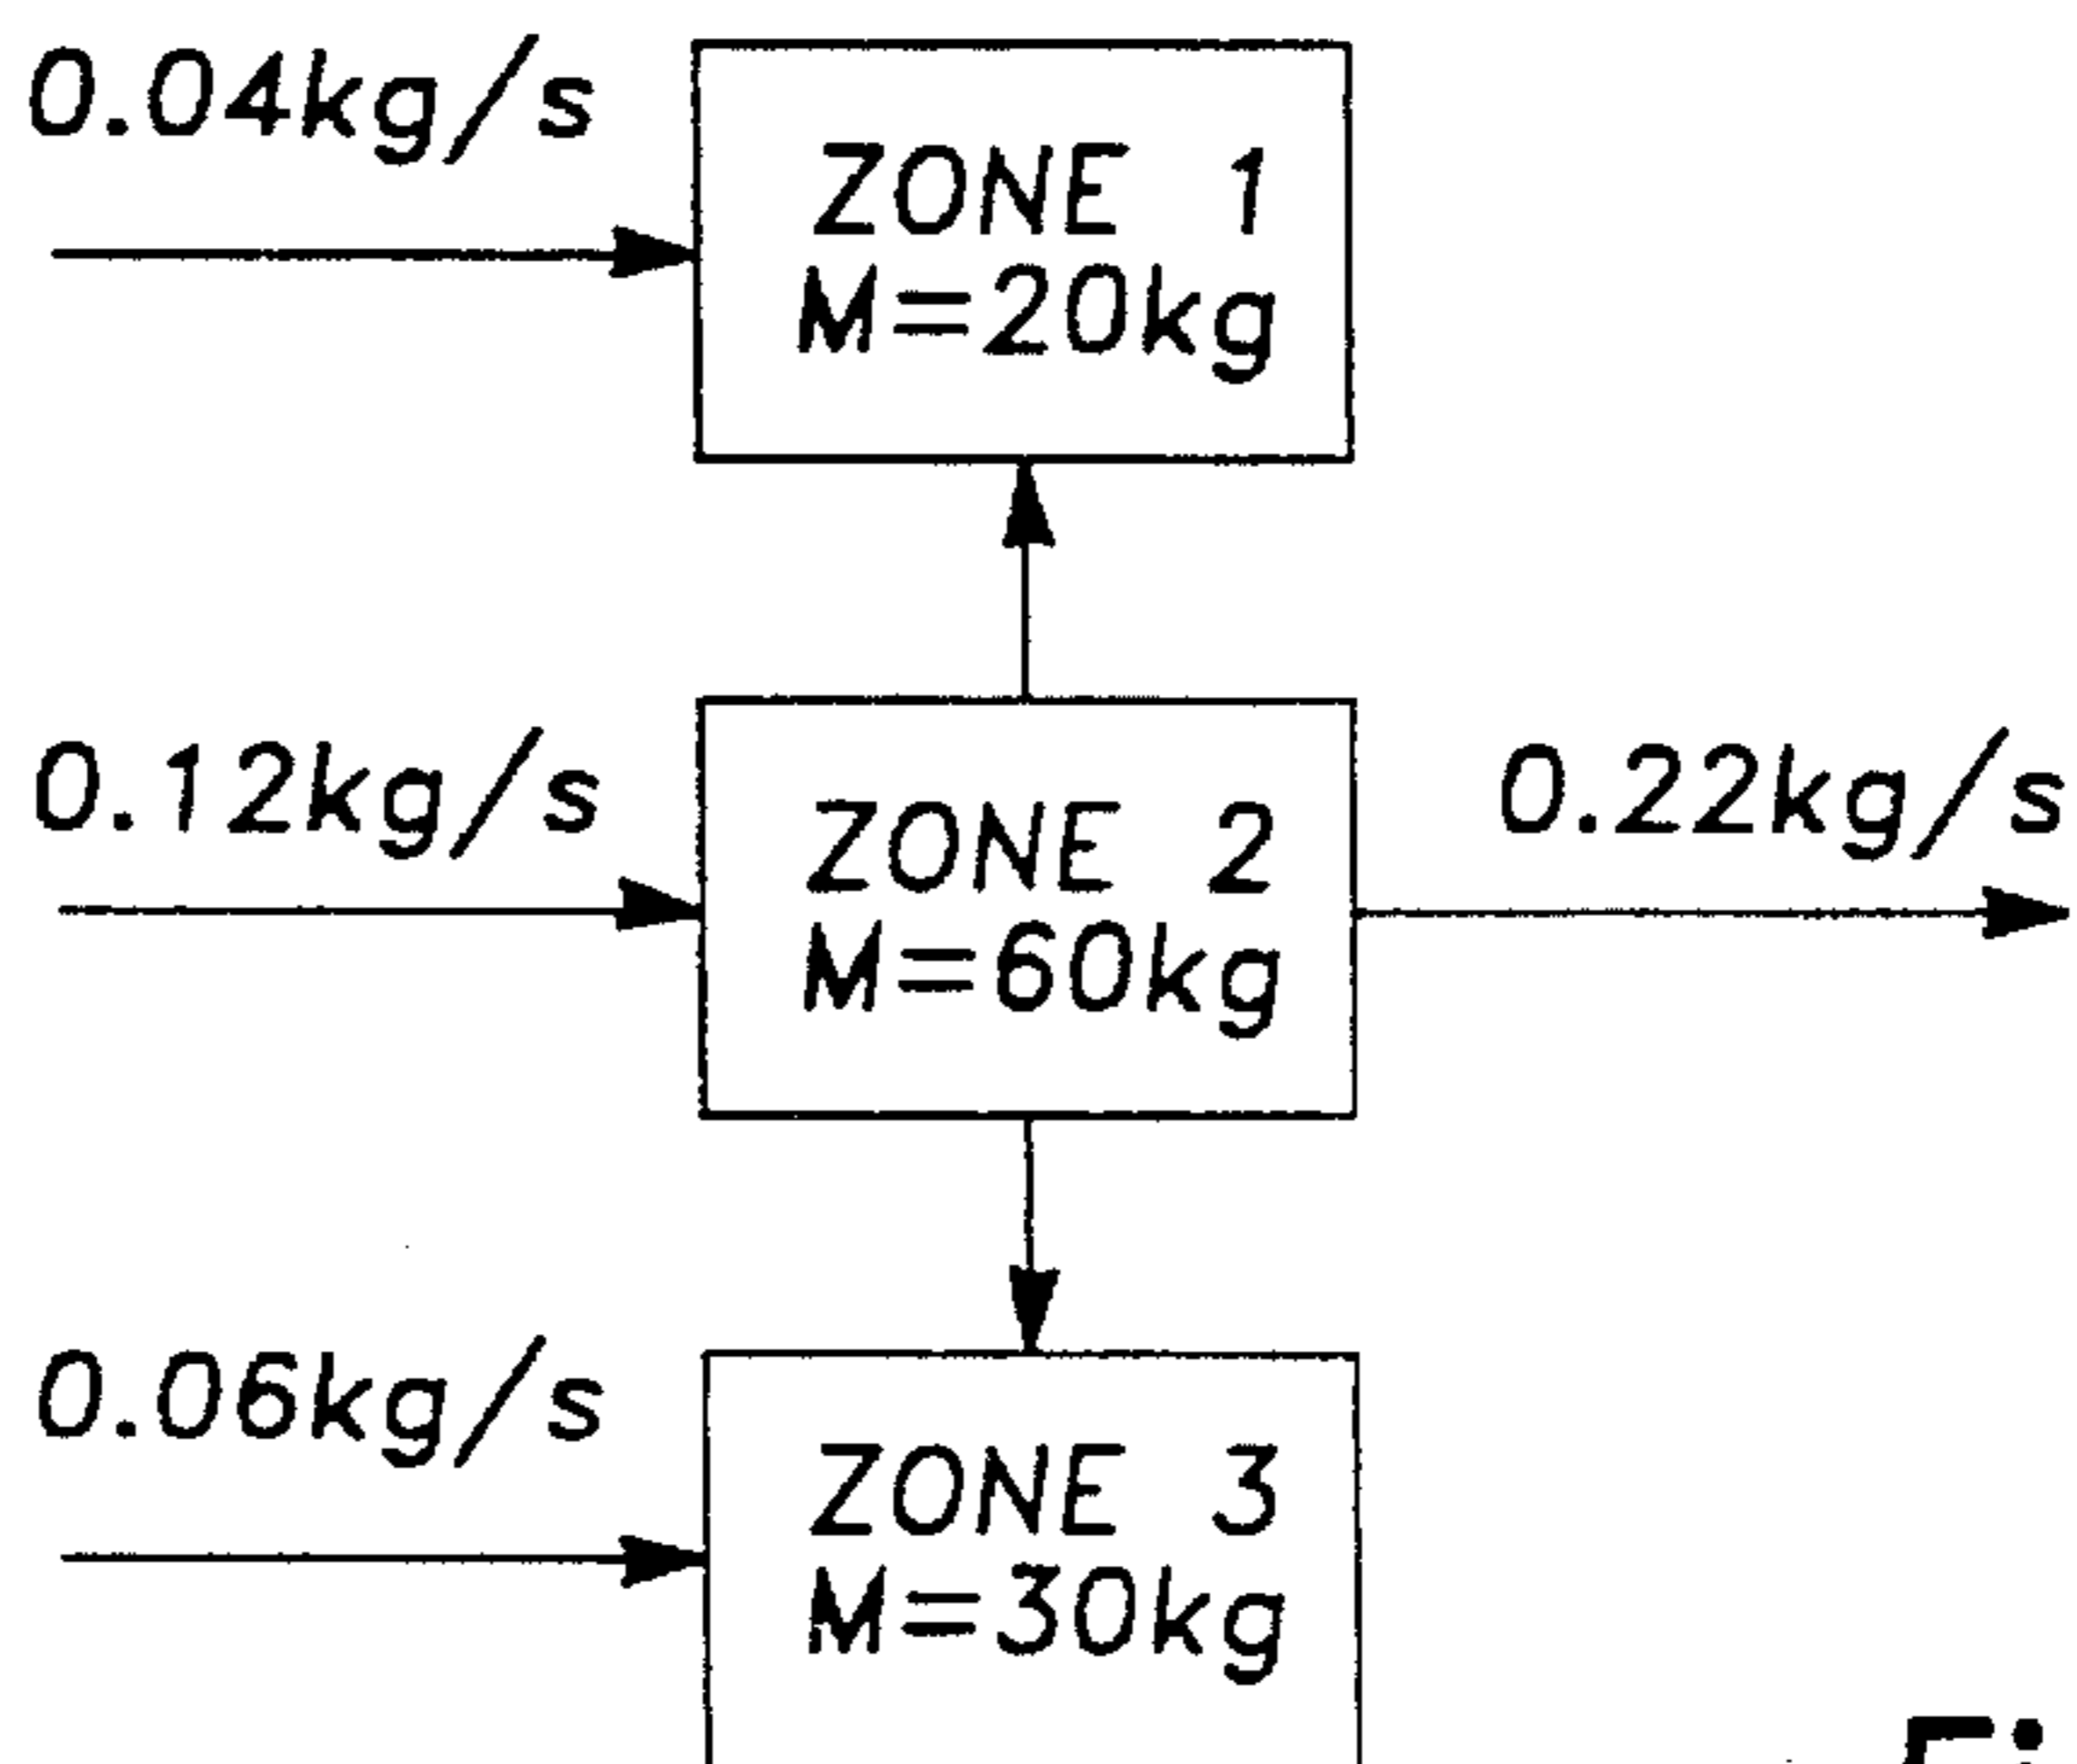 0.04kg/s
ZONE 1
M=20kg
0.12kg/s
ZONE 2
M=60kg
0.22kg/s
0.06kg/s
ZONE 3
M=30kg